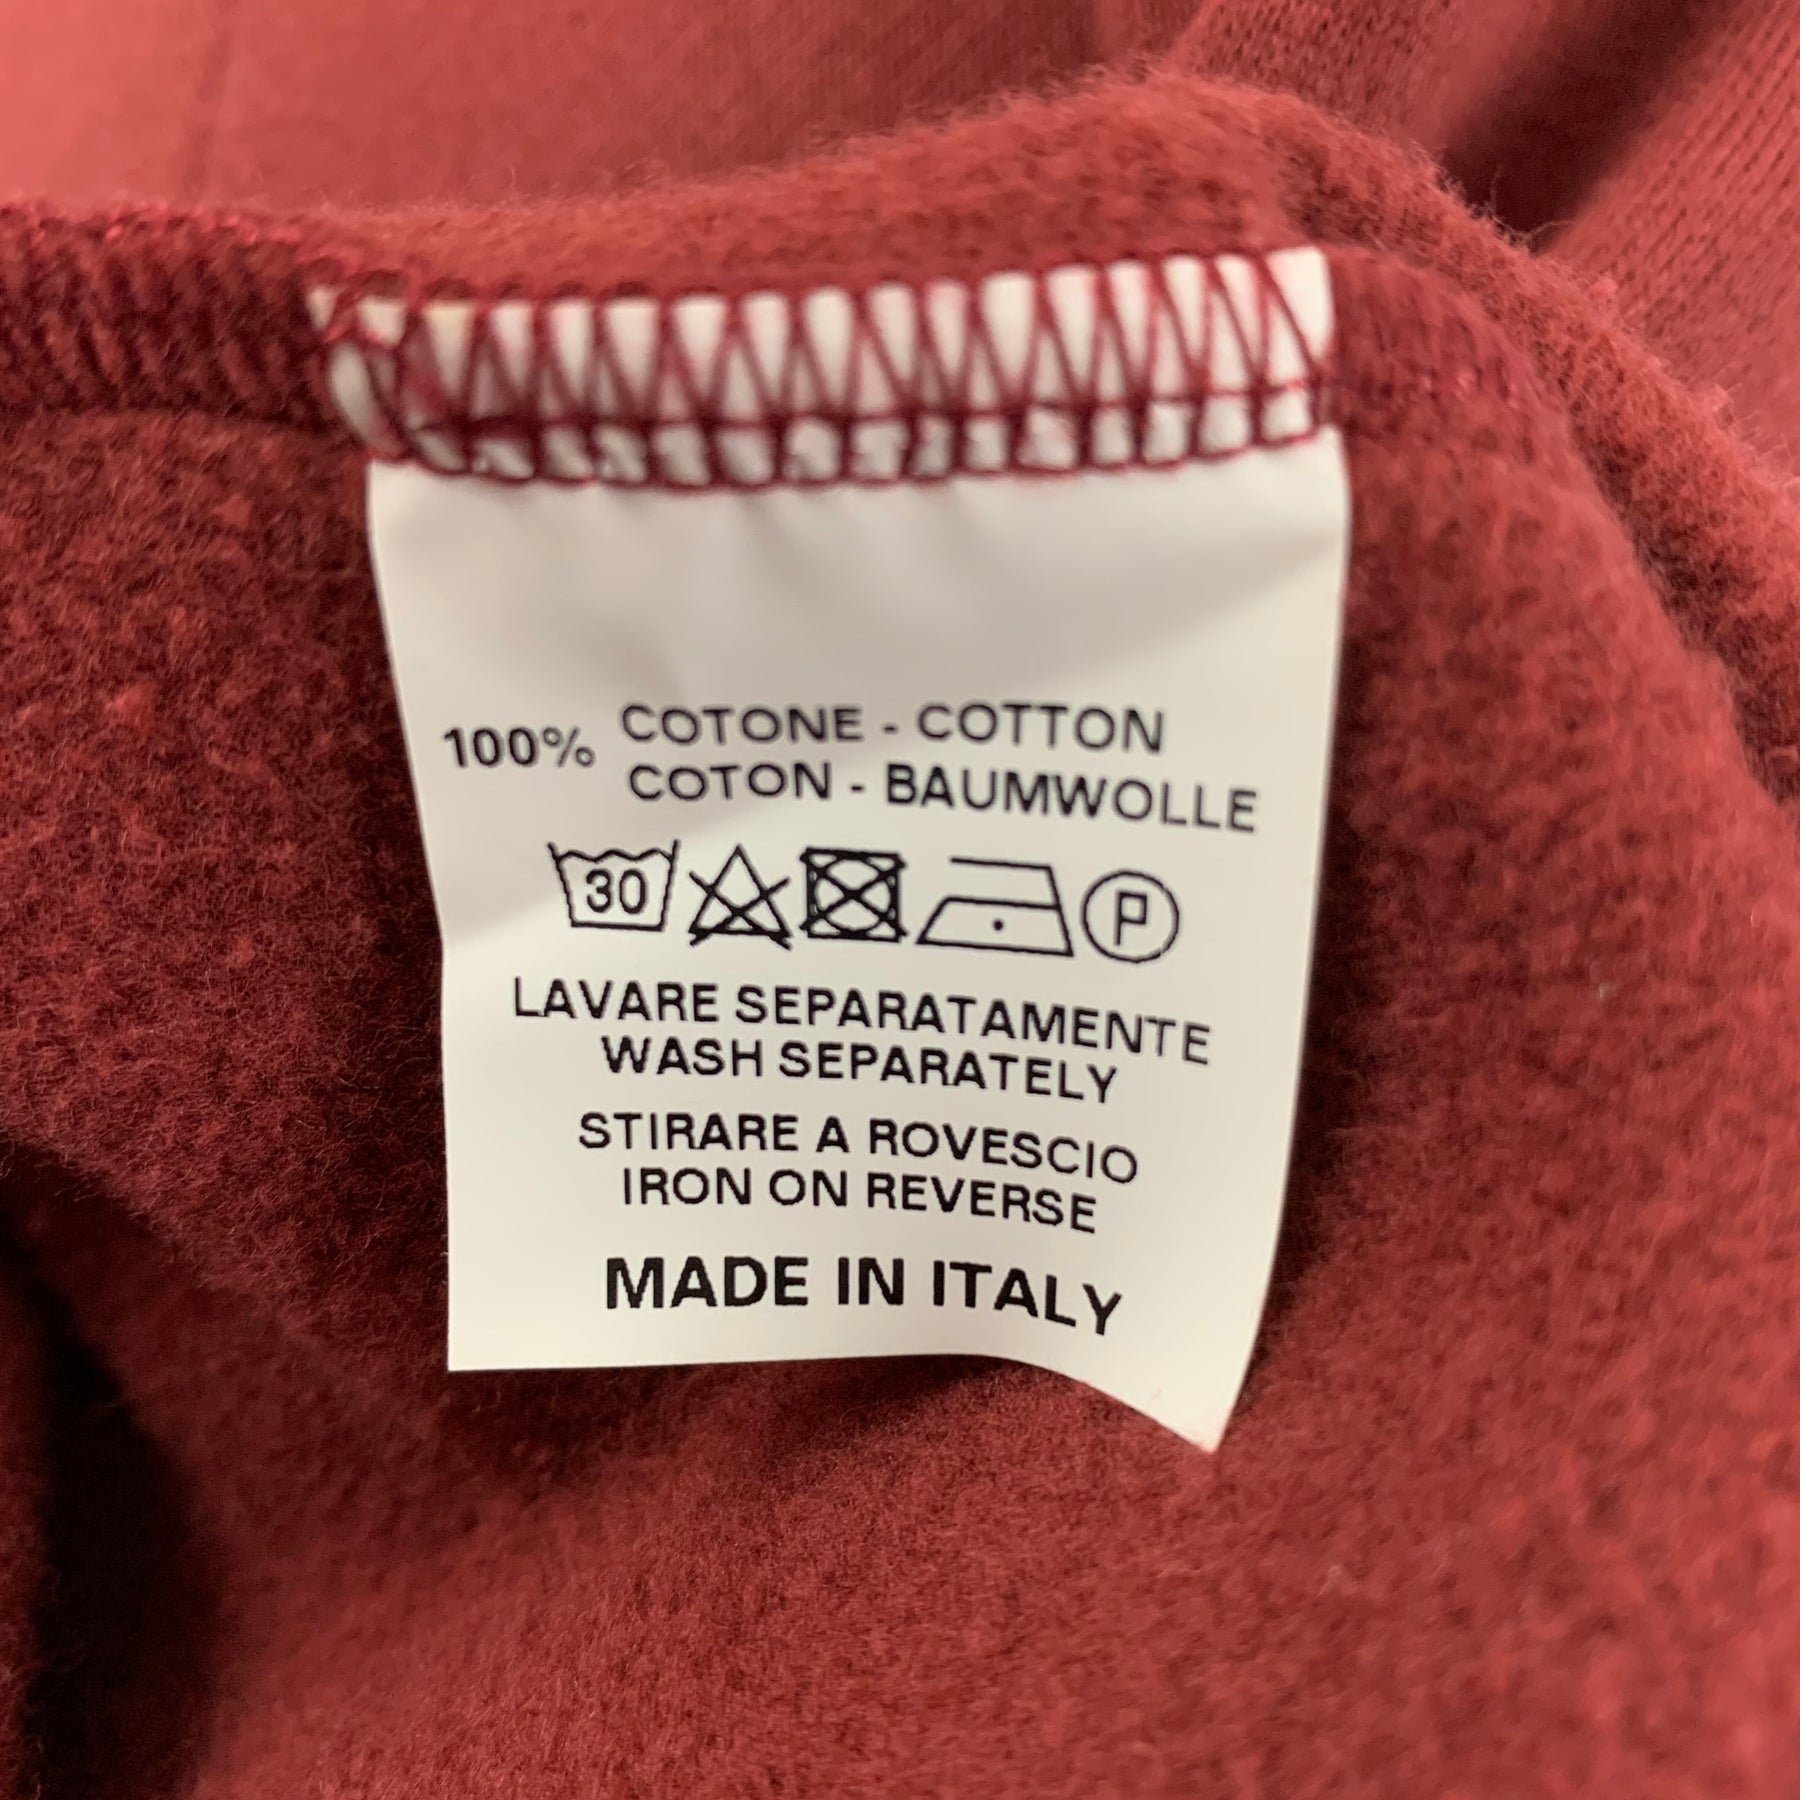 100% COTONE - COTTON
COTON - BAUMWOLLE
30 P
LAVARE SEPARATAMENTE
WASH SEPARATELY
STIRARE A ROVESCIO
IRON ON REVERSE
MADE IN ITALY